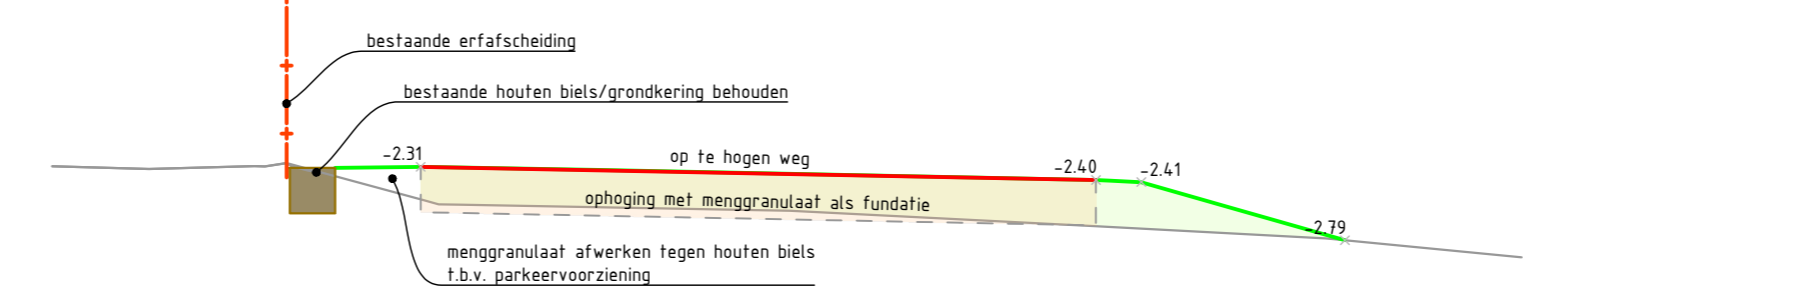 bestaande erfafscheiding
bestaande houten biels/grondkering behouden
-2.31
op te hogen weg
-2.40
-2.41
ophoging met menggranulaat als fundatie
-2.79
menggranulaat afwerken tegen houten biels
t.b.v. parkeervoorziening